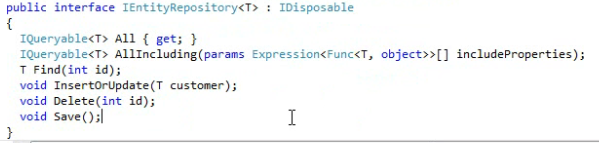 public interface IEntityRepository<T> : IDisposable
{
IQueryable<T> All { get; }
IQueryable<T> AllIncluding(params Expression<Func<T, object>>[] includeProperties);
T Find(int id);
void InsertOrUpdate(T customer);
void Delete(int id);
void Save();
}